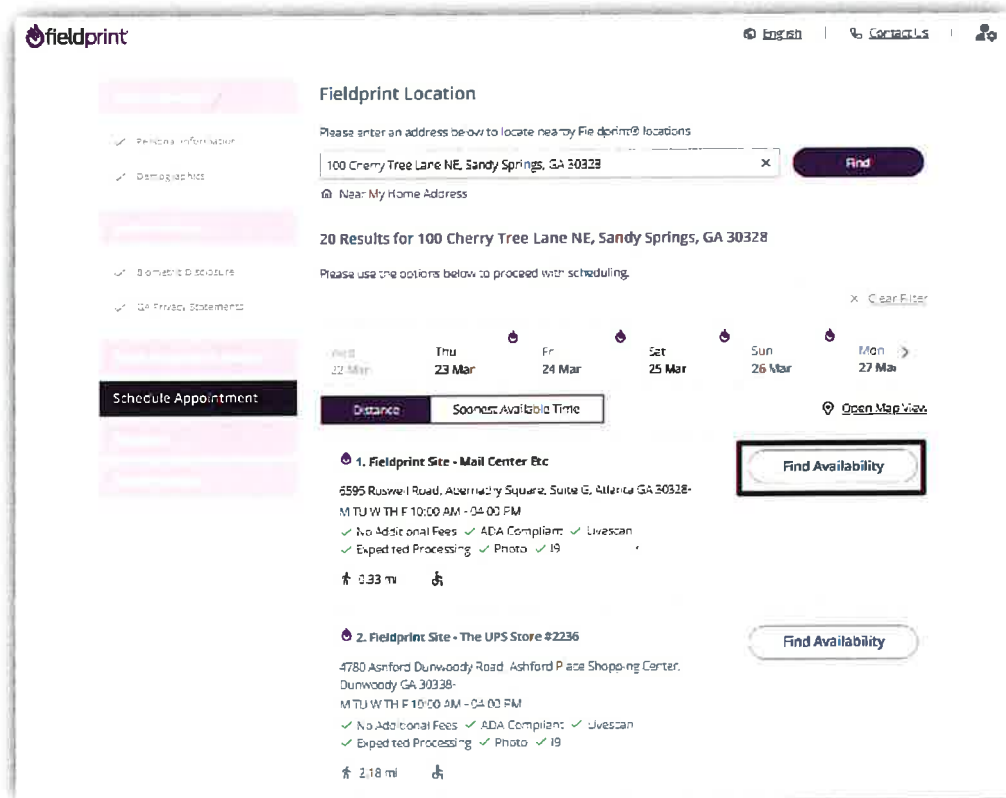 fieldprint
English
Contact Us
Fieldprint Location
Please enter an address below to locate nearby Fieldprint® locations
Personal Information
100 Cherry Tree Lane NE, Sandy Springs, GA 30328
×
Find
Demographics
Near My Home Address
20 Results for 100 Cherry Tree Lane NE, Sandy Springs, GA 30328
Biometric Disclosure
Please use the options below to proceed with scheduling.
GA Privacy Statements
× Clear Filter
Wed Thu Fri Sat Sun Mon >
22 Mar 23 Mar 24 Mar 25 Mar 26 Mar 27 Mar
Schedule Appointment
Distance
Soonest Available Time
Open Map View
1. Fieldprint Site - Mail Center Etc
Find Availability
6595 Roswell Road, Abernathy Square, Suite G, Atlanta GA 30328-
M TU W TH F 10:00 AM - 04:00 PM
✓ No Additional Fees ✓ ADA Compliant ✓ Livescan
✓ Expedited Processing ✓ Photo ✓ I9
0.33 mi
2. Fieldprint Site - The UPS Store #2236
Find Availability
4780 Ashford Dunwoody Road, Ashford Place Shopping Center,
Dunwoody GA 30338-
M TU W TH F 10:00 AM - 04:00 PM
✓ No Additional Fees ✓ ADA Compliant ✓ Livescan
✓ Expedited Processing ✓ Photo ✓ I9
2.18 mi